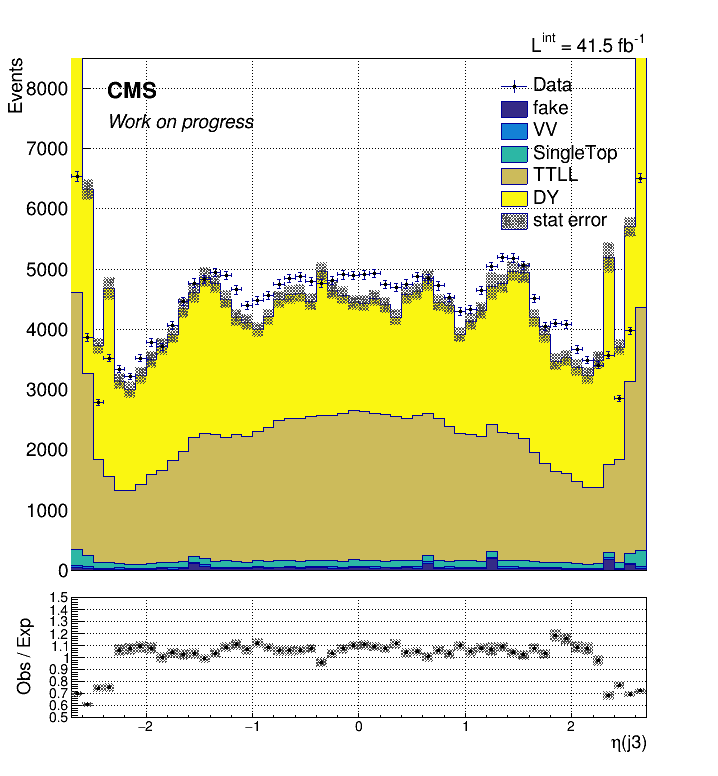 L^int = 41.5 fb^-1
Events
8000
7000
6000
5000
4000
3000
2000
1000
0
CMS
Work on progress
Data
fake
VV
SingleTop
TTLL
DY
stat error
Obs / Exp
1.5
1.4
1.3
1.2
1.1
1
0.9
0.8
0.7
0.6
0.5
−2 −1 0 1 2
η(j3)